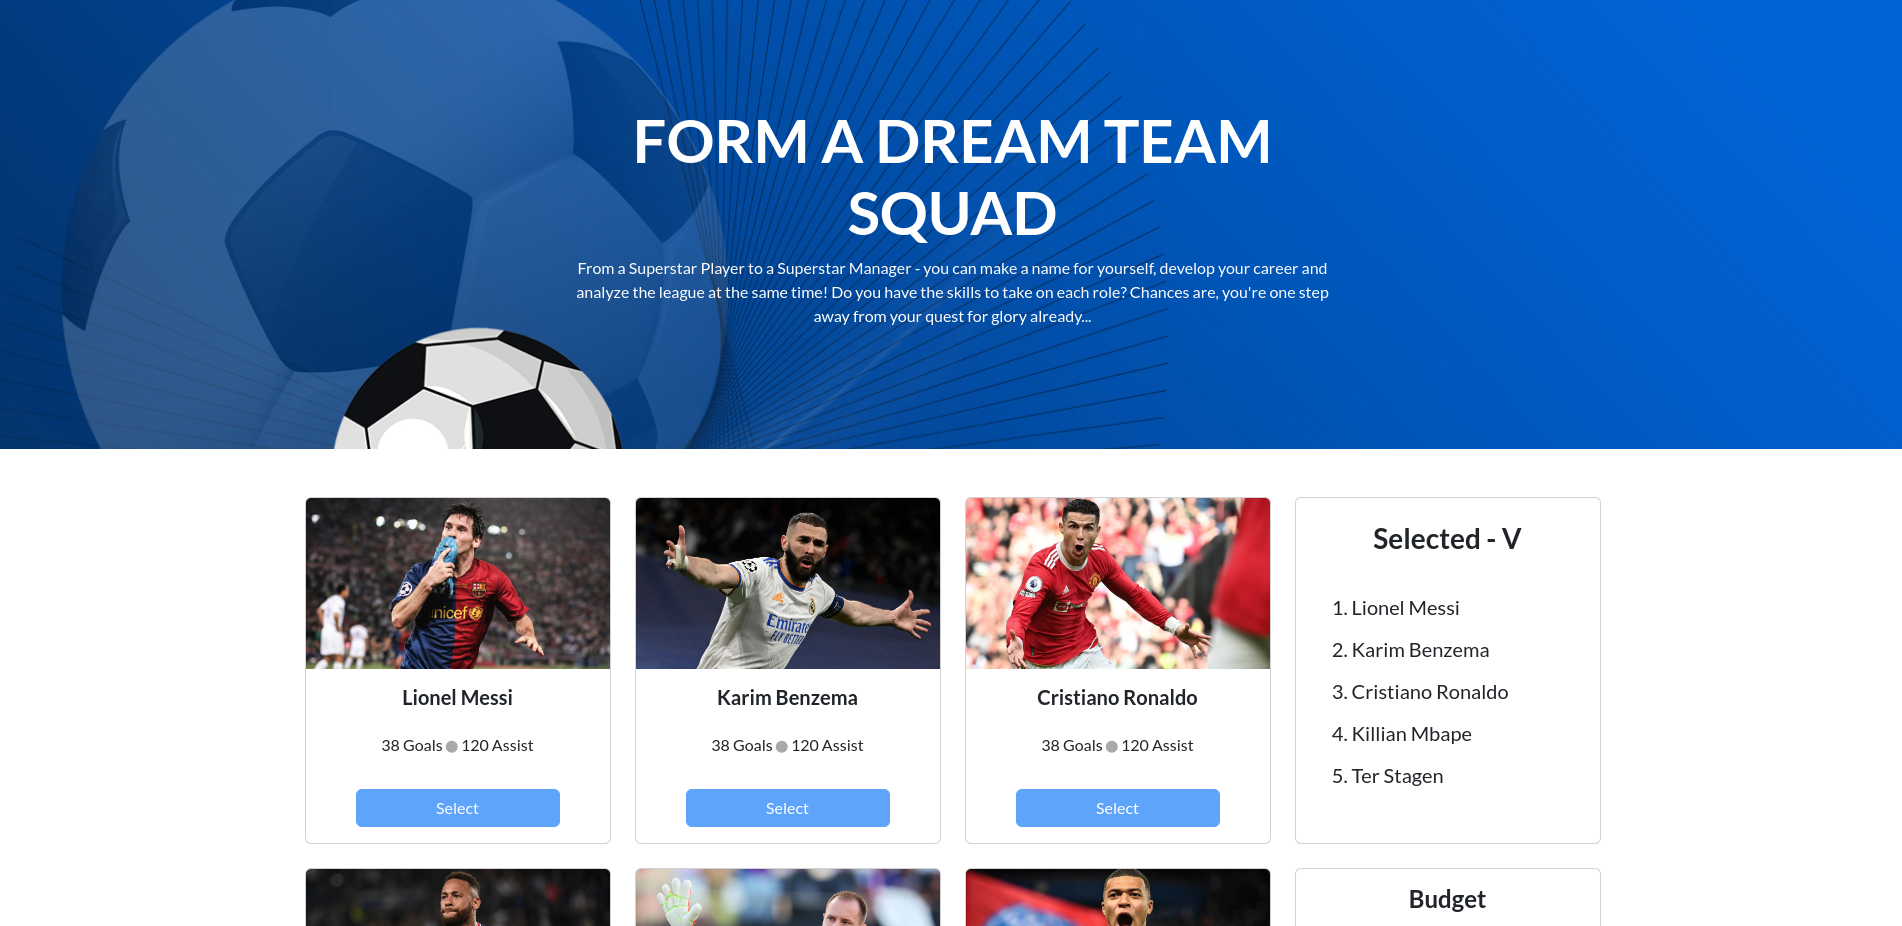 FORM A DREAM TEAM
SQUAD
From a Superstar Player to a Superstar Manager - you can make a name for yourself, develop your career and
analyze the league at the same time! Do you have the skills to take on each role? Chances are, you're one step
away from your quest for glory already...
unicef
Emirates
FLY BETTER
Lionel Messi
38 Goals 120 Assist
Select
Karim Benzema
38 Goals 120 Assist
Select
Cristiano Ronaldo
38 Goals 120 Assist
Select
Selected - V
1. Lionel Messi
2. Karim Benzema
3. Cristiano Ronaldo
4. Killian Mbape
5. Ter Stagen
Budget